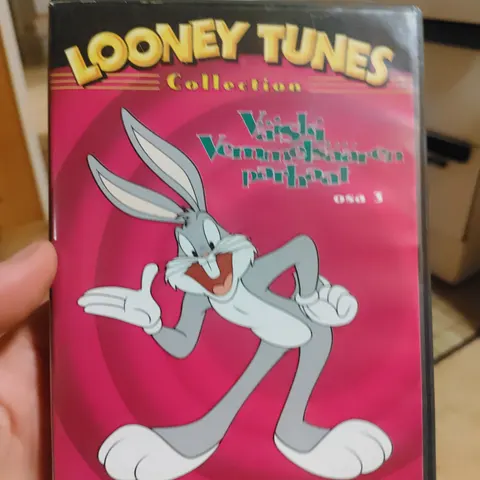 LOONEY TUNES
Collection
Väiski
Vemmelsäären
parhaat
osa 3